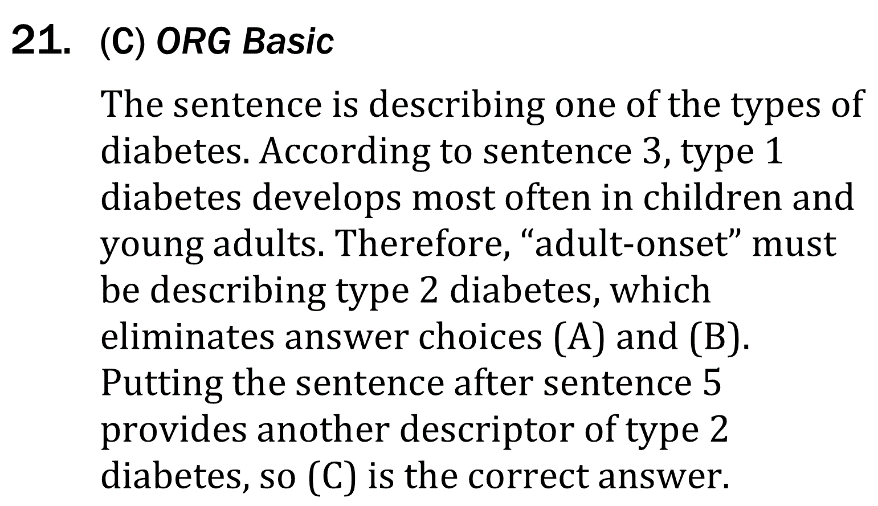 21. (C) ORG Basic
The sentence is describing one of the types of
diabetes. According to sentence 3, type 1
diabetes develops most often in children and
young adults. Therefore, “adult-onset” must
be describing type 2 diabetes, which
eliminates answer choices (A) and (B).
Putting the sentence after sentence 5
provides another descriptor of type 2
diabetes, so (C) is the correct answer.